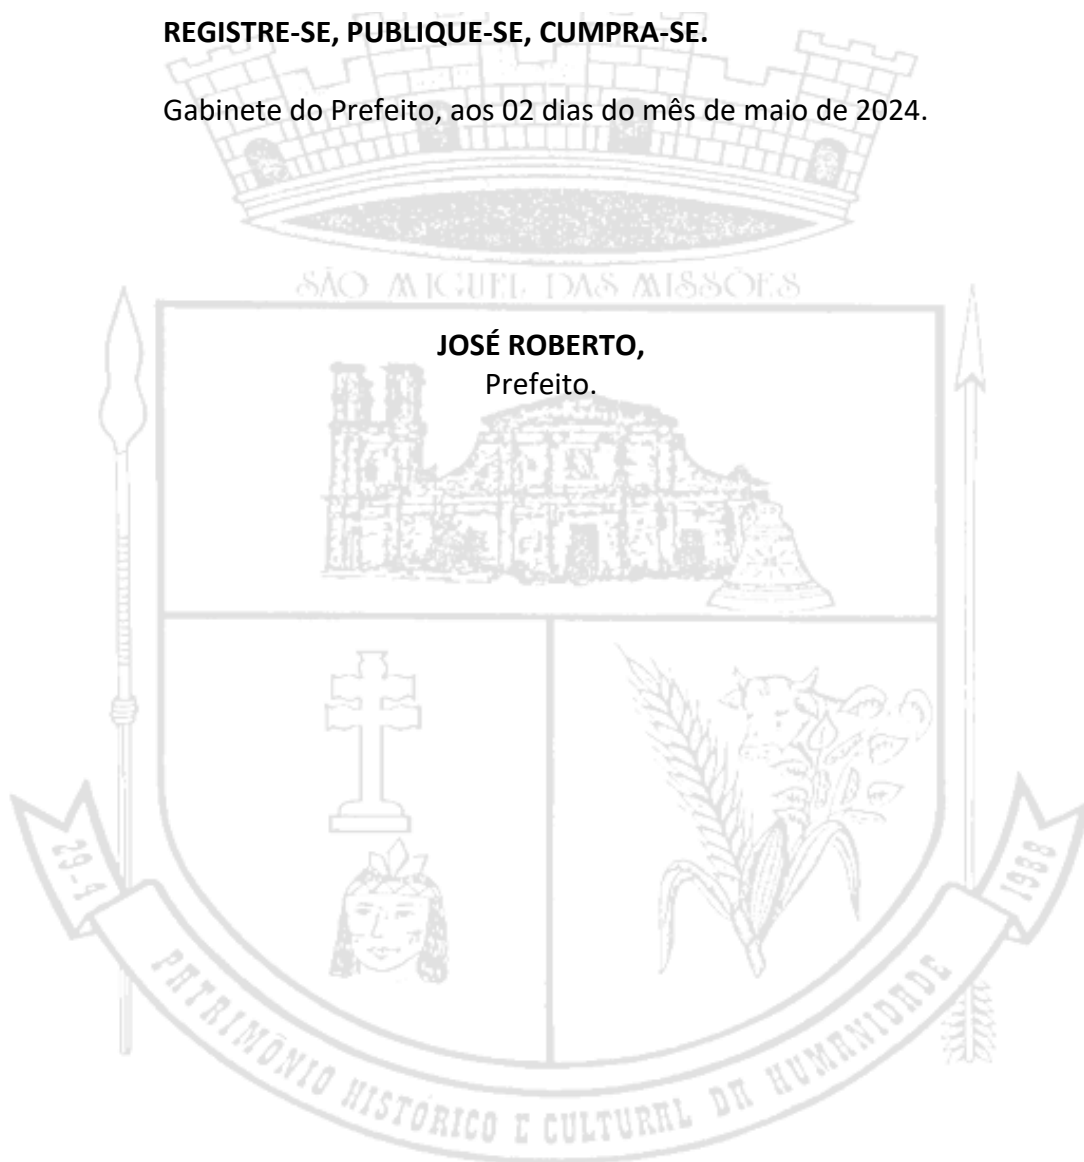 REGISTRE-SE, PUBLIQUE-SE, CUMPRA-SE.
Gabinete do Prefeito, aos 02 dias do mês de maio de 2024.
SÃO MIGUEL DAS MISSÕES
JOSÉ ROBERTO,
Prefeito.
29-4
1988
PATRIMÔNIO HISTÓRICO E CULTURAL DA HUMANIDADE